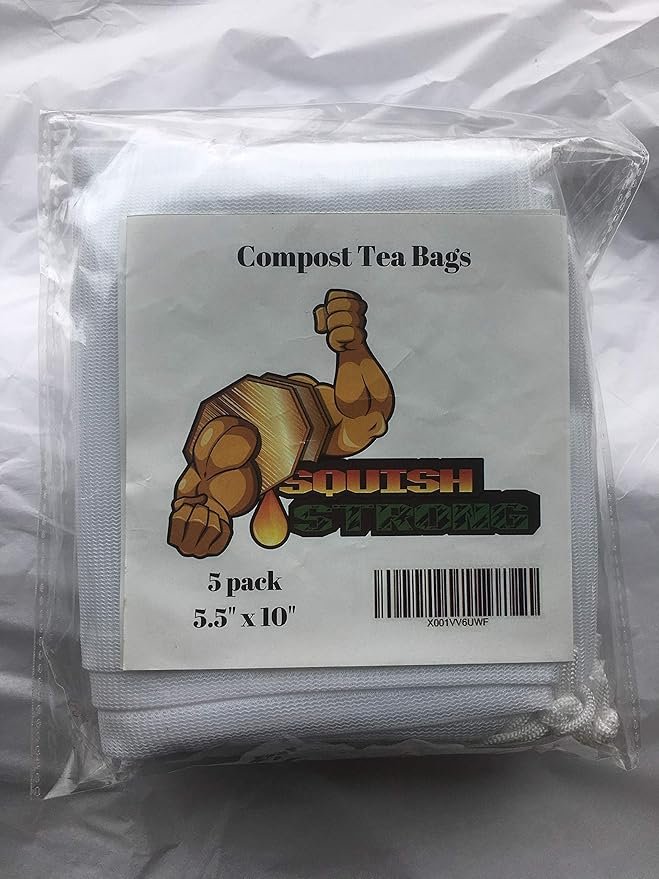 Compost Tea Bags
SQUISH
STRONG
5 pack
5.5" x 10"
X001VV6UWF